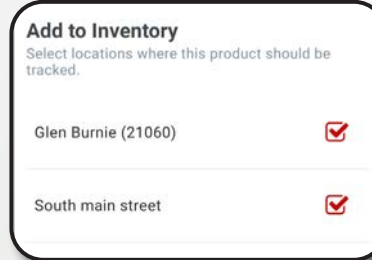 Add to Inventory
Select locations where this product should be
tracked.
Glen Burnie (21060)
South main street